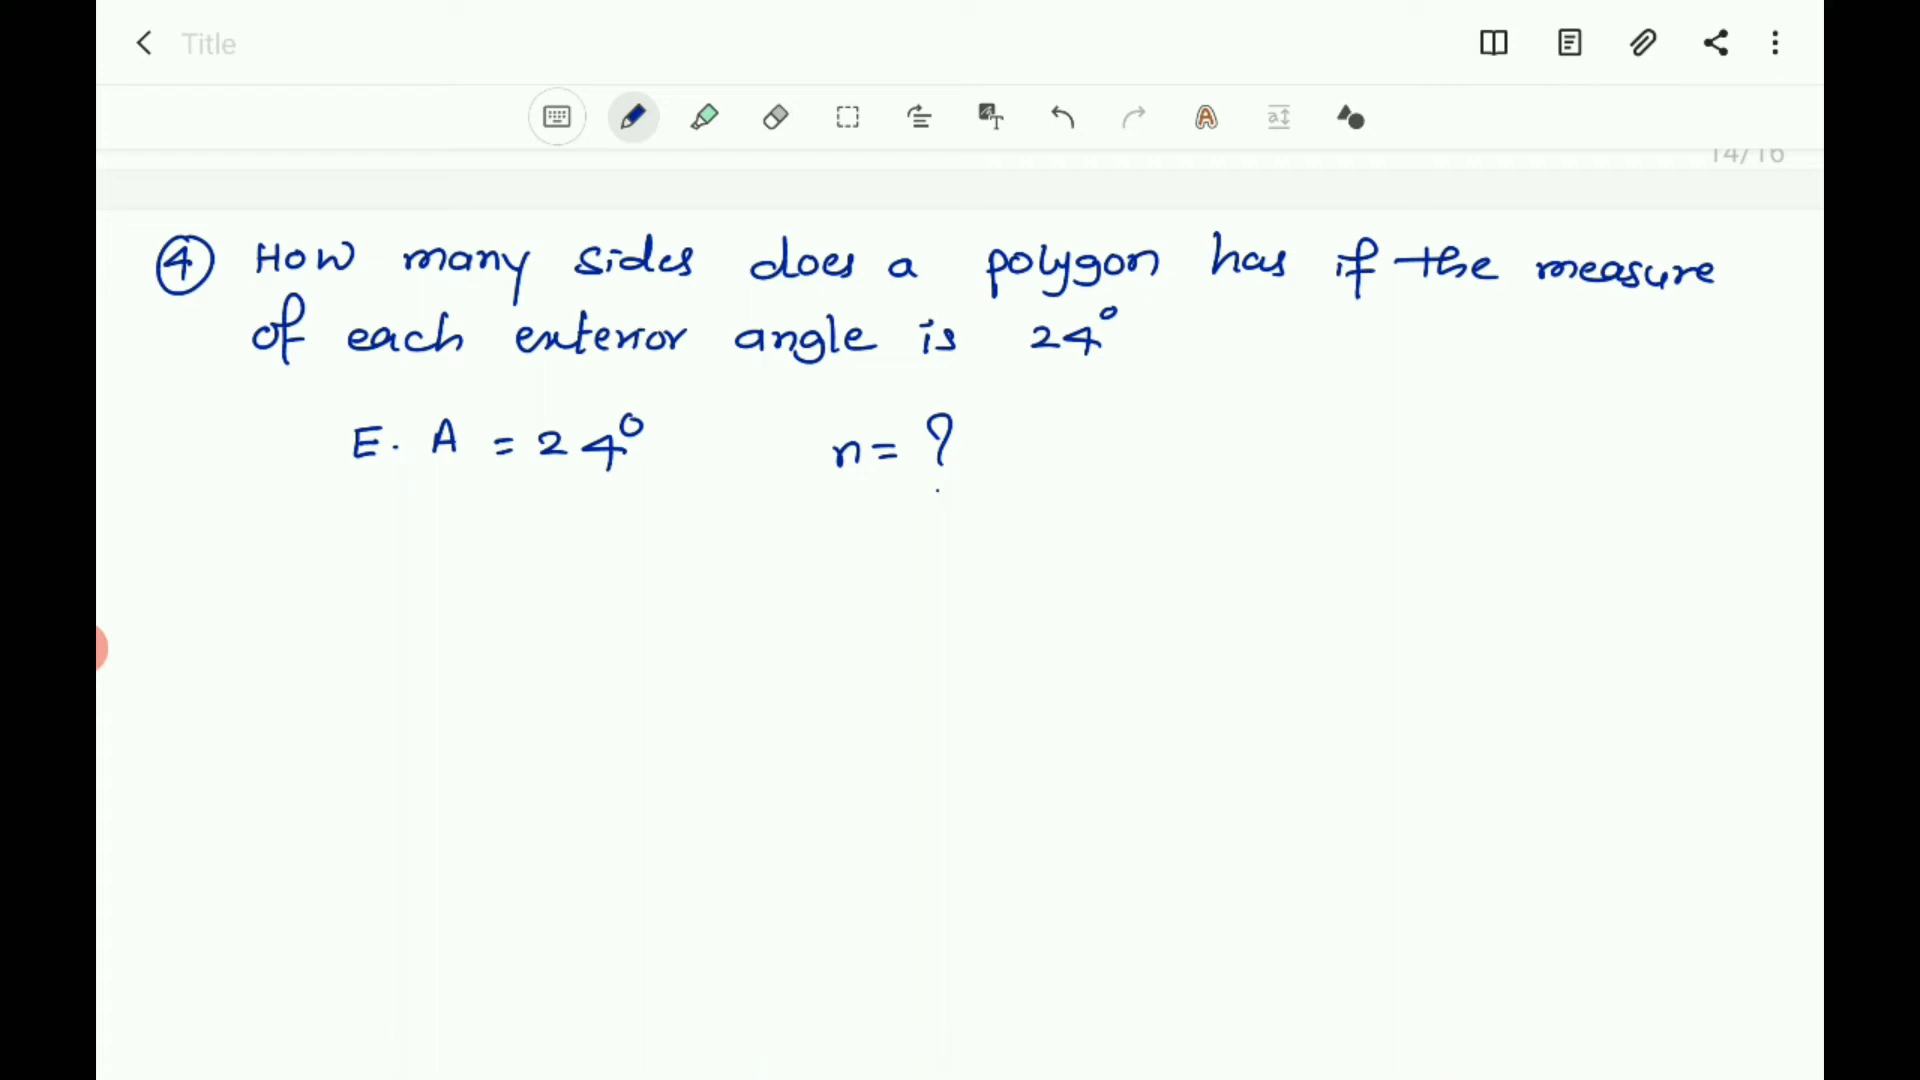 Title
14/16
④ How many sides does a polygon has if the measure
of each exterior angle is 24°
E. A = 24° n = ?